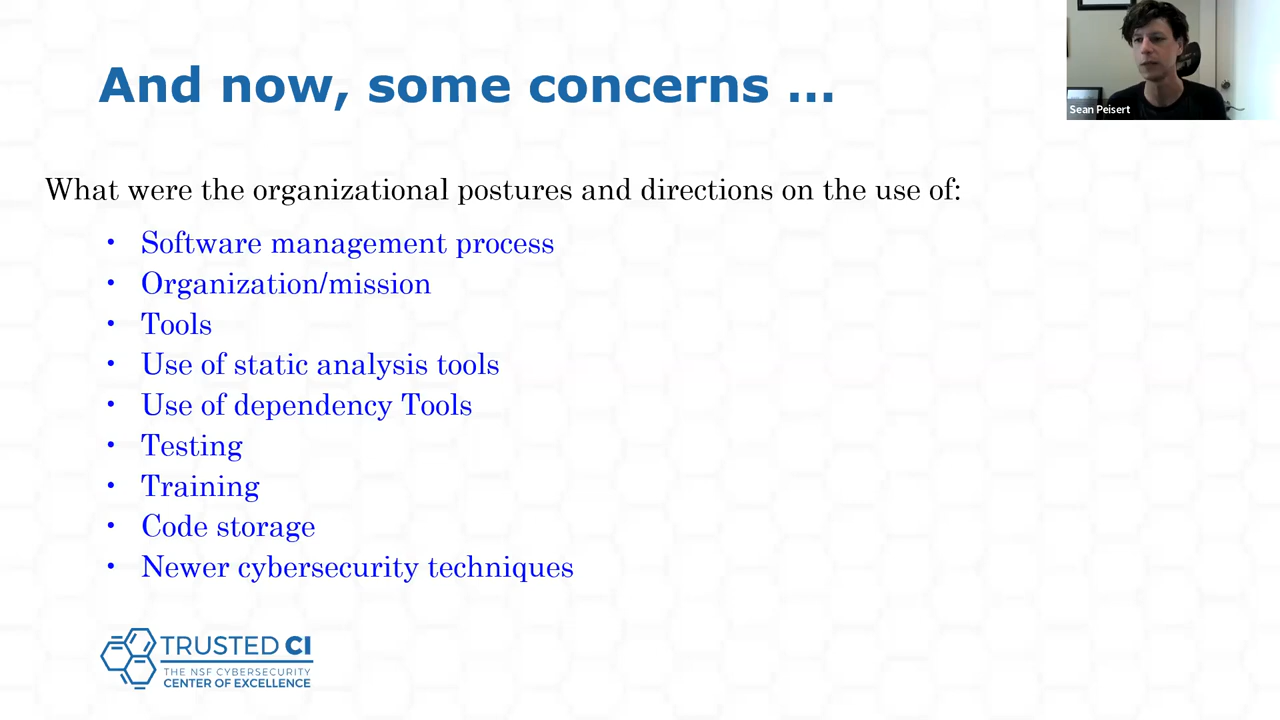 And now, some concerns ...
Sean Peisert
What were the organizational postures and directions on the use of:
• Software management process
• Organization/mission
• Tools
• Use of static analysis tools
• Use of dependency Tools
• Testing
• Training
• Code storage
• Newer cybersecurity techniques
TRUSTED CI
THE NSF CYBERSECURITY
CENTER OF EXCELLENCE